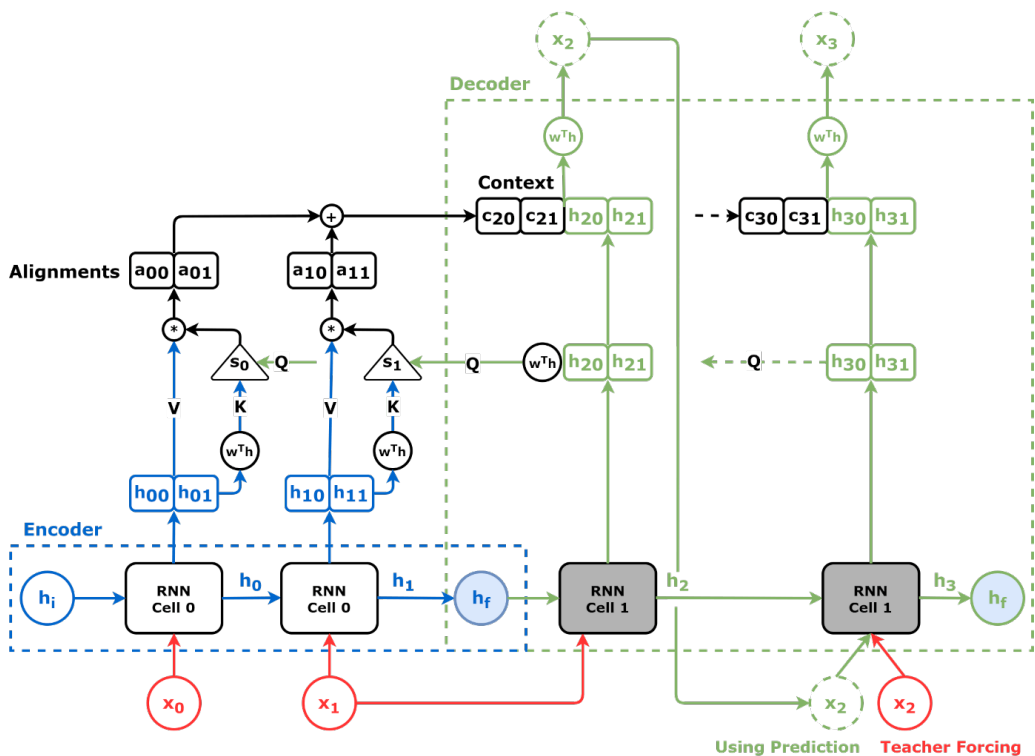 x2 x3
Decoder
wTh wTh
Context
c20 c21 h20 h21 c30 c31 h30 h31
+
Alignments a00 a01 a10 a11
* *
s0 Q s1 Q wTh h20 h21 Q h30 h31
V K V K
wTh wTh
h00 h01 h10 h11
Encoder
hi RNN Cell 0 h0 RNN Cell 0 h1 hf RNN Cell 1 h2 RNN Cell 1 h3 hf
x0 x1 x2 x2
Using Prediction Teacher Forcing